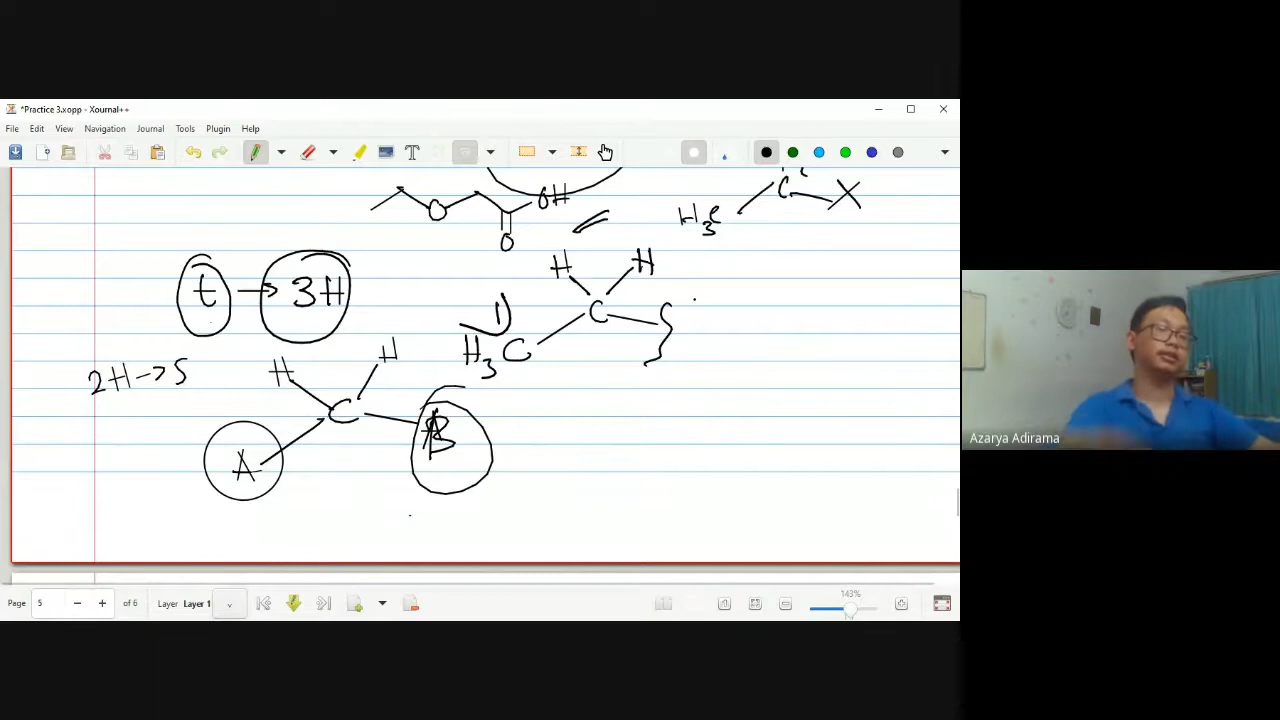 *Practice 3.xopp - Xournal++
File Edit View Navigation Journal Tools Plugin Help
OH
O
O
C
X
H3C
t → 3H
H H
C
H3C
2H → S
H H
C
A B
Azarya Adirama
Page 5 of 6 Layer Layer 1
143%